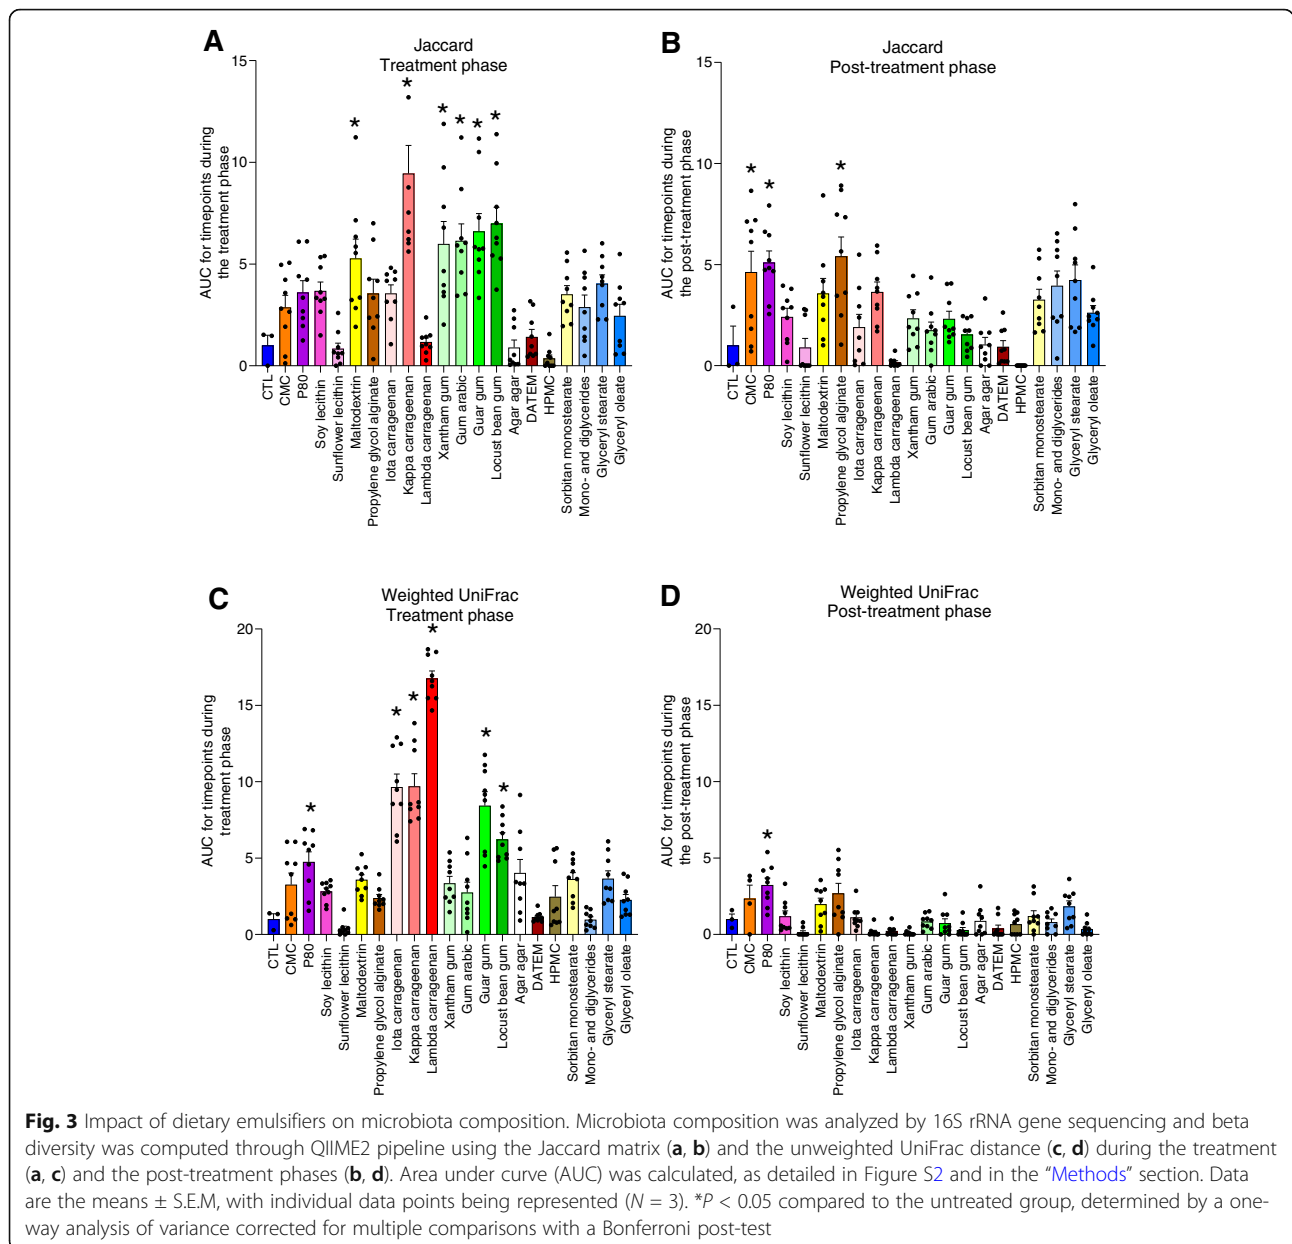 A
Jaccard
Treatment phase
AUC for timepoints during
the treatment phase
15
10
5
0
* * * * * *
CTL
CMC
P80
Soy lecithin
Sunflower lecithin
Maltodextrin
Propylene glycol alginate
Iota carrageenan
Kappa carrageenan
Lambda carrageenan
Xantham gum
Gum arabic
Guar gum
Locust bean gum
Agar agar
DATEM
HPMC
Sorbitan monostearate
Mono- and diglycerides
Glyceryl stearate
Glyceryl oleate
B
Jaccard
Post-treatment phase
AUC for timepoints during
the post-treatment phase
15
10
5
0
* * *
CTL
CMC
P80
Soy lecithin
Sunflower lecithin
Maltodextrin
Propylene glycol alginate
Iota carrageenan
Kappa carrageenan
Lambda carrageenan
Xantham gum
Gum arabic
Guar gum
Locust bean gum
Agar agar
DATEM
HPMC
Sorbitan monostearate
Mono- and diglycerides
Glyceryl stearate
Glyceryl oleate
C
Weighted UniFrac
Treatment phase
AUC for timepoints during
treatment phase
20
15
10
5
0
* * * * * *
CTL
CMC
P80
Soy lecithin
Sunflower lecithin
Maltodextrin
Propylene glycol alginate
Iota carrageenan
Kappa carrageenan
Lambda carrageenan
Xantham gum
Gum arabic
Guar gum
Locust bean gum
Agar agar
DATEM
HPMC
Sorbitan monostearate
Mono- and diglycerides
Glyceryl stearate
Glyceryl oleate
D
Weighted UniFrac
Post-treatment phase
AUC for timepoints during
the post-treatment phase
20
15
10
5
0
*
CTL
CMC
P80
Soy lecithin
Sunflower lecithin
Maltodextrin
Propylene glycol alginate
Iota carrageenan
Kappa carrageenan
Lambda carrageenan
Xantham gum
Gum arabic
Guar gum
Locust bean gum
Agar agar
DATEM
HPMC
Sorbitan monostearate
Mono- and diglycerides
Glyceryl stearate
Glyceryl oleate
Fig. 3 Impact of dietary emulsifiers on microbiota composition. Microbiota composition was analyzed by 16S rRNA gene sequencing and beta
diversity was computed through QIIME2 pipeline using the Jaccard matrix (a, b) and the unweighted UniFrac distance (c, d) during the treatment
(a, c) and the post-treatment phases (b, d). Area under curve (AUC) was calculated, as detailed in Figure S2 and in the “Methods” section. Data
are the means ± S.E.M, with individual data points being represented (N = 3). *P < 0.05 compared to the untreated group, determined by a one-
way analysis of variance corrected for multiple comparisons with a Bonferroni post-test